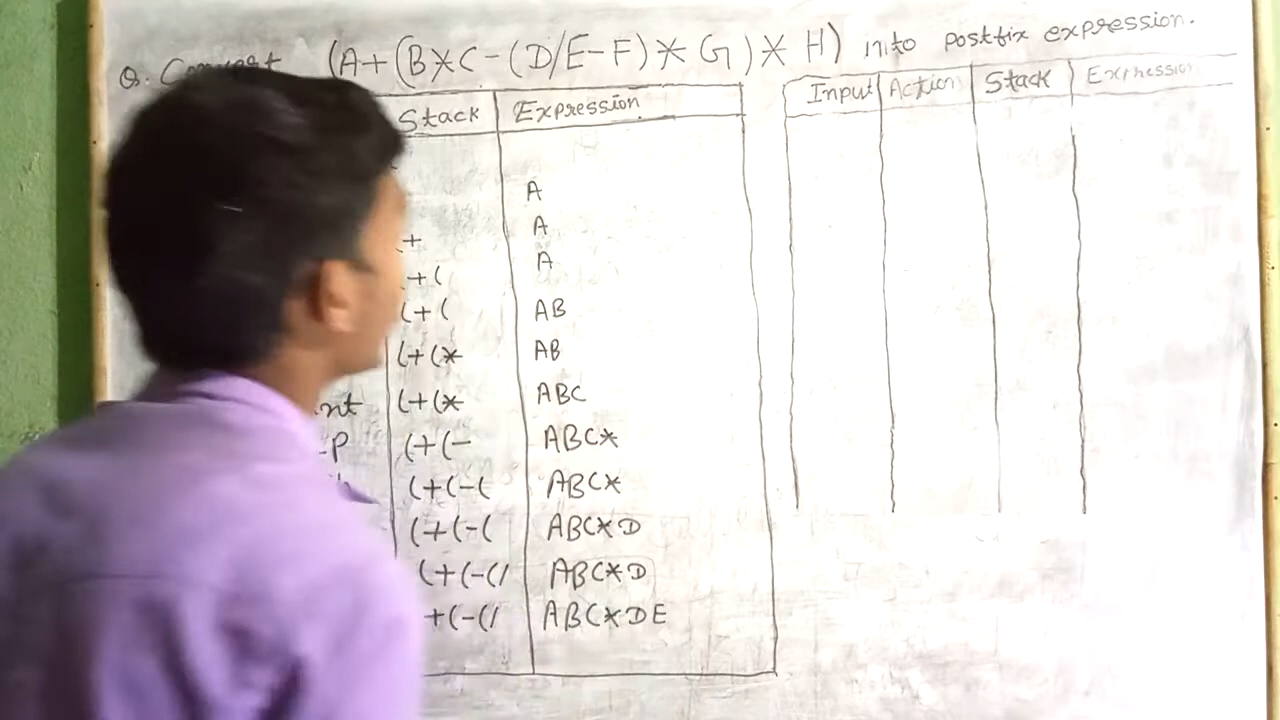 Q. Convert (A+(B*C-(D/E-F)*G)*H) into postfix expression.
Stack Expression
A
+ A
+( A
(+( AB
(+(* AB
nt (+(* ABC
-P (+(- ABC*
(+(-( ABC*
(+(-( ABC*D
(+(-(/ ABC*D
+(-(/ ABC*DE
Input Action Stack Expression